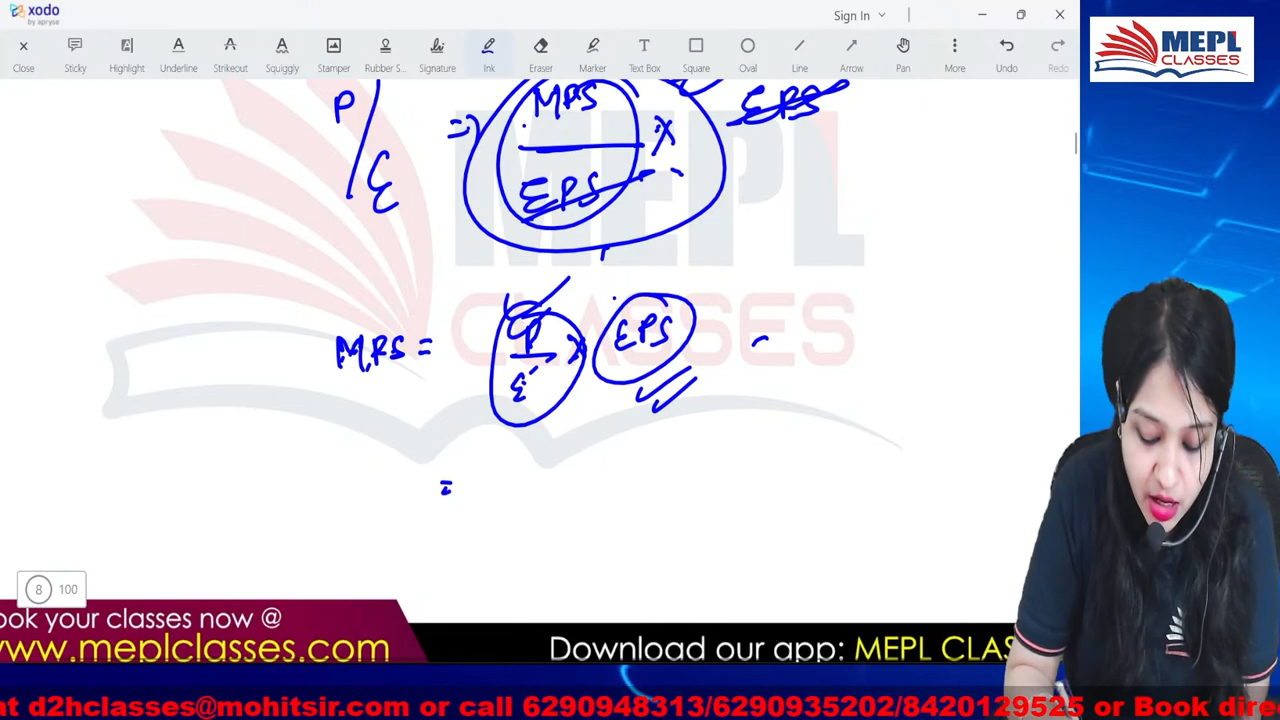 xodo
by apryse
Sign In
MEPL
CLASSES
Close Sticky Highlight Underline Strikeout Squiggly Stamper Rubber Signature Ink Eraser Marker Text Box Square Oval Line Arrow Pan More Undo Redo
P/E => MPS/EPS × EPS
MEPL
CLASSES
MPS = P/E × EPS =
=
8 100
ook your classes now @
www.meplclasses.com
Download our app: MEPL CLAS
at d2hclasses@mohitsir.com or call 6290948313/6290935202/8420129525 or Book dire